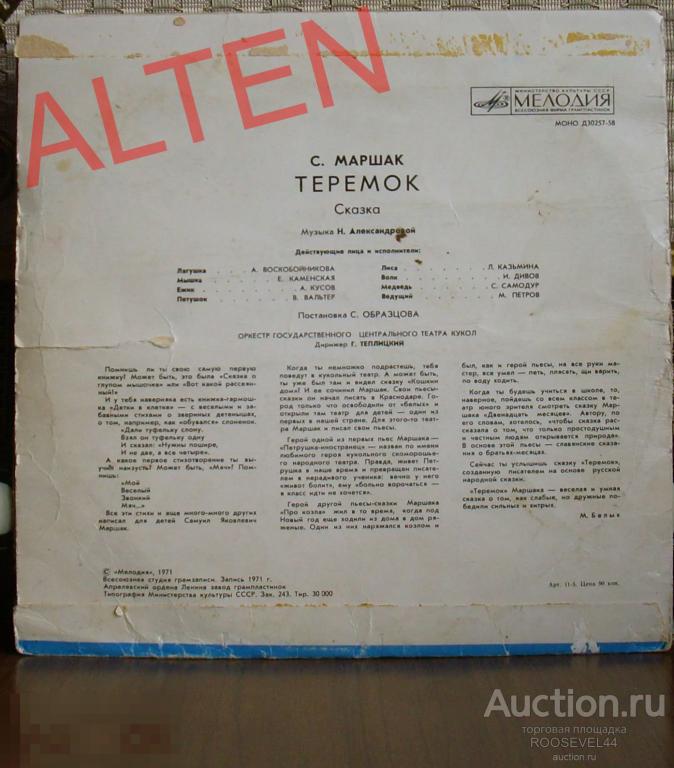 ALTEN
МИНИСТЕРСТВО КУЛЬТУРЫ СССР
МЕЛОДИЯ
ВСЕСОЮЗНАЯ ФИРМА ГРАМПЛАСТИНОК
МОНО Д30257-58
С. МАРШАК
ТЕРЕМОК
Сказка
Музыка Н. Александровой
Действующие лица и исполнители:
Лягушка . . . А. ВОСКОБОЙНИКОВА
Мышка . . . . . Е. КАМЕНСКАЯ
Ежик . . . . . . . . А. КУСОВ
Петушок . . . . . . . В. ВАЛЬТЕР
Лиса . . . . . . . . Л. КАЗЬМИНА
Волк . . . . . . . . . И. ДИВОВ
Медведь . . . . . . С. САМОДУР
Ведущий . . . . . . . М. ПЕТРОВ
Постановка С. ОБРАЗЦОВА
ОРКЕСТР ГОСУДАРСТВЕННОГО ЦЕНТРАЛЬНОГО ТЕАТРА КУКОЛ
Дирижер Г. ТЕПЛИЦКИЙ
Помнишь ли ты свою самую первую
книжку? Может быть, это была «Сказка о
глупом мышонке» или «Вот какой рассеян-
ный»!
И у тебя наверняка есть книжка-гармош-
ка «Детки в клетке» — с веселыми и за-
бавными стихами о звериных детенышах,
о том, например, как «обувался» слоненок.
«Дали туфельку слону.
Взял он туфельку одну
И сказал: «Нужны пошире,
И не две, а все четыре».
А какое первое стихотворение ты вы-
учил наизусть? Может быть, «Мяч»? Пом-
нишь:
«Мой
Веселый
Звонкий
Мяч...»
Все эти стихи и еще много-много других
написал для детей Самуил Яковлевич
Маршак.
Когда ты немножко подрастешь, тебя
поведут в кукольный театр. А может быть,
ты уже был там и видел сказку «Кошкин
дом»? И ее сочинил Маршак. Свои пьесы-
сказки он начал писать в Краснодаре. Го-
род только что освободили от «белых» и
открыли там театр для детей — один из
первых в нашей стране. Для этого-то теат-
ра Маршак и писал свои пьесы.
Герой одной из первых пьес Маршака —
«Петрушка-иностранец» — назван по имени
любимого героя кукольного скоморошье-
го народного театра. Правда, живет Пет-
рушка в наше время и превращен писате-
лем в нерадивого ученика: вечно у него
«живот болит», ему «больно ворочаться —
в класс идти не хочется».
Герой другой пьесы-сказки Маршака
«Про козла» жил в то время, когда под
Новый год еще ходили из дома в дом ря-
женые. Один из них наряжался козлом и
был, как и герой пьесы, на все руки мас-
тер, все умел — петь, плясать, щи варить,
по воду ходить.
Когда ты будешь учиться в школе, то,
наверное, пойдешь со всем классом в те-
атр юного зрителя смотреть сказку Мар-
шака «Двенадцать месяцев». Автору, по
его словам, хотелось, «чтобы сказка рас-
сказала о том, что только простодушным
и честным людям открывается природа».
В основе этой пьесы — славянские сказа-
ния о братьях-месяцах.
Сейчас ты услышишь сказку «Теремок»,
созданную писателем на основе русской
народной сказки.
«Теремок» Маршака — веселая и умная
сказка о том, как слабые, но дружные по-
бедили сильных и хитрых.
М. Белых
© «Мелодия», 1971
Всесоюзная студия грамзаписи. Запись 1971 г.
Апрелевский ордена Ленина завод грампластинок
Типография Министерства культуры СССР. Зак. 243. Тир. 30 000
Арт. 11-5. Цена 90 коп.
Auction.ru
торговая площадка
ROOSEVEL44
auction.ru